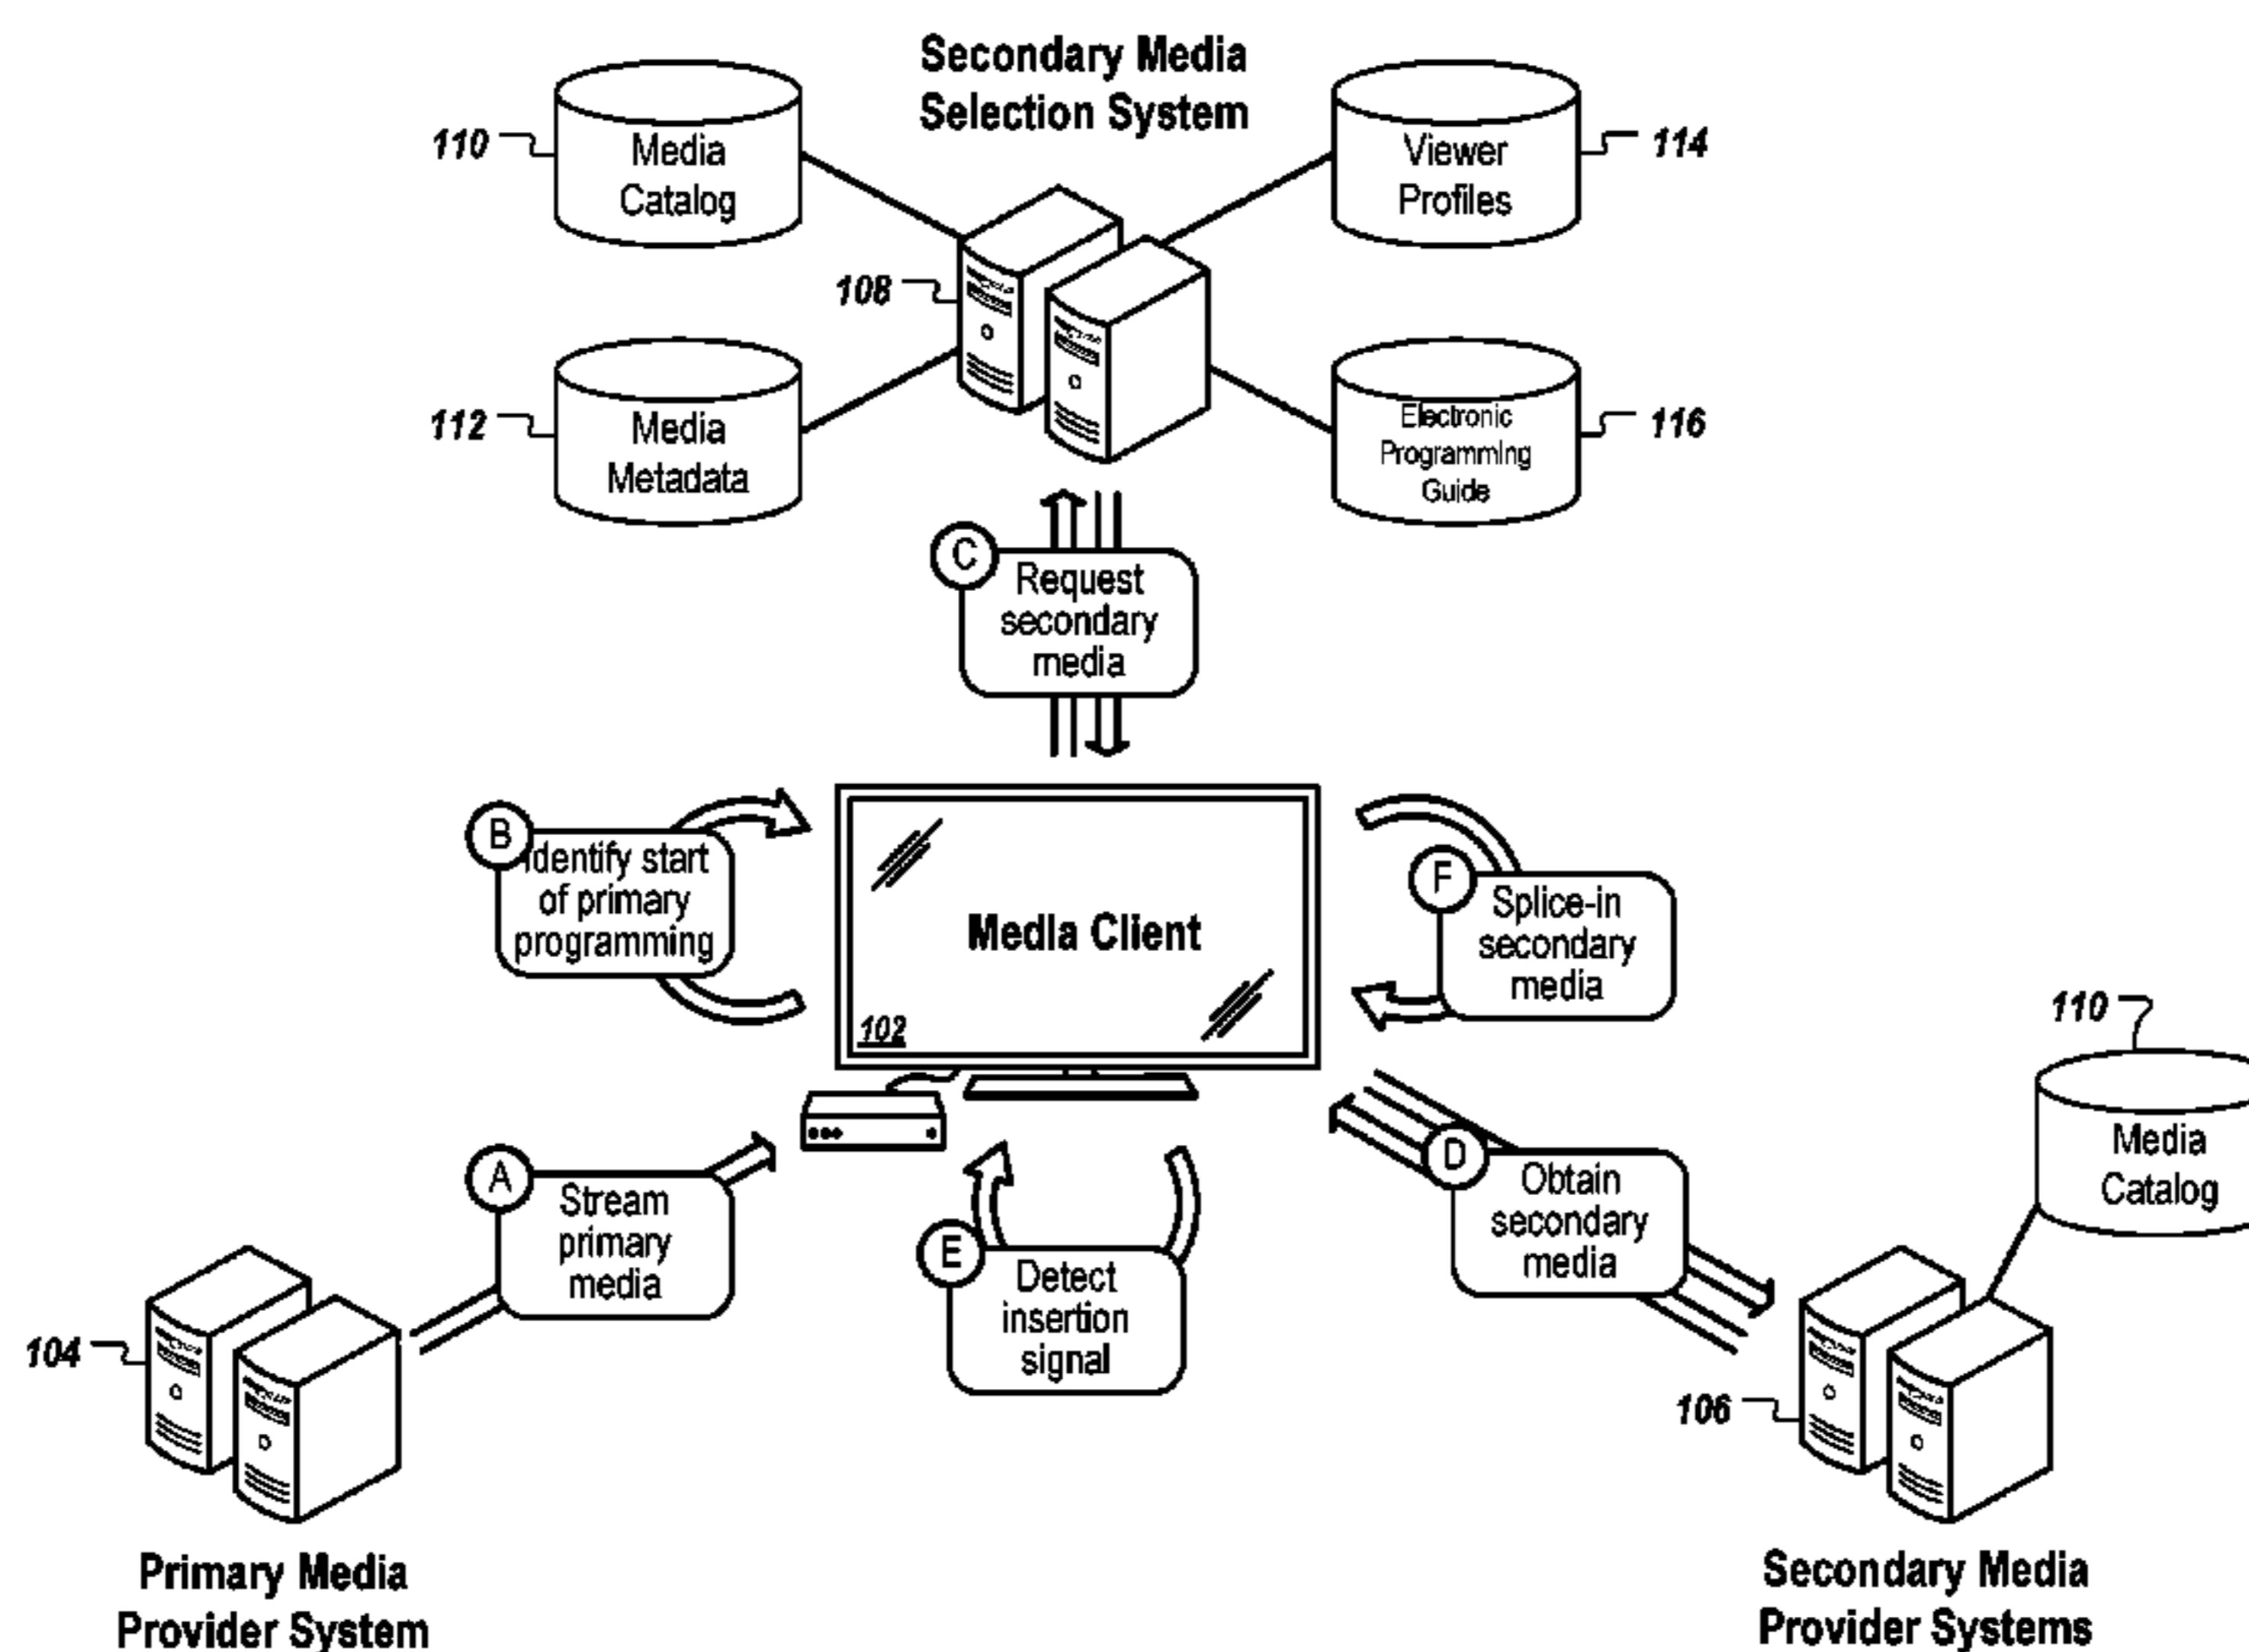 Secondary Media
Selection System
110
Media
Catalog
Viewer
Profiles
114
108
112
Media
Metadata
Electronic
Programming
Guide
116
C
Request
secondary
media
B
Identify start
of primary
programming
Media Client
102
F
Splice-in
secondary
media
110
Media
Catalog
A
Stream
primary
media
E
Detect
insertion
signal
D
Obtain
secondary
media
104
106
Primary Media
Provider System
Secondary Media
Provider Systems